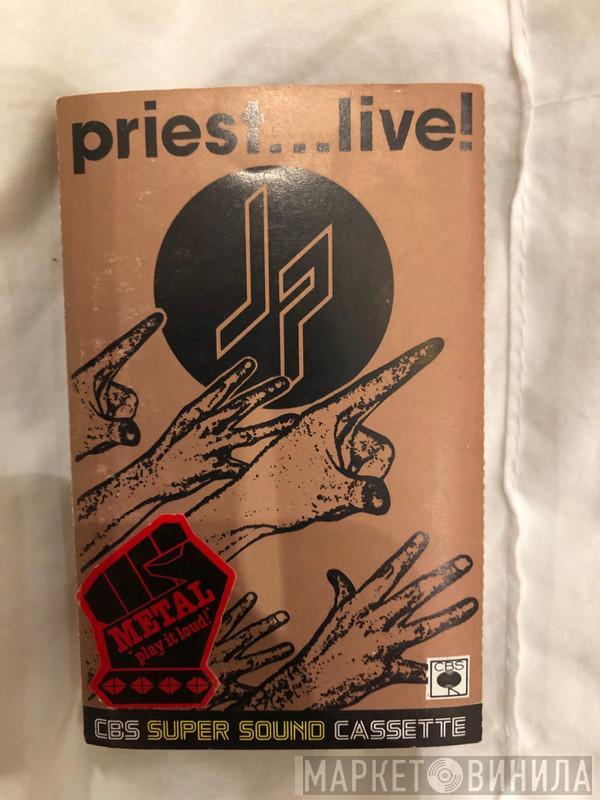 priest...live!
JP
METAL
'play it loud!'
CBS
CBS SUPER SOUND CASSETTE
МАРКЕТ ВИНИЛА